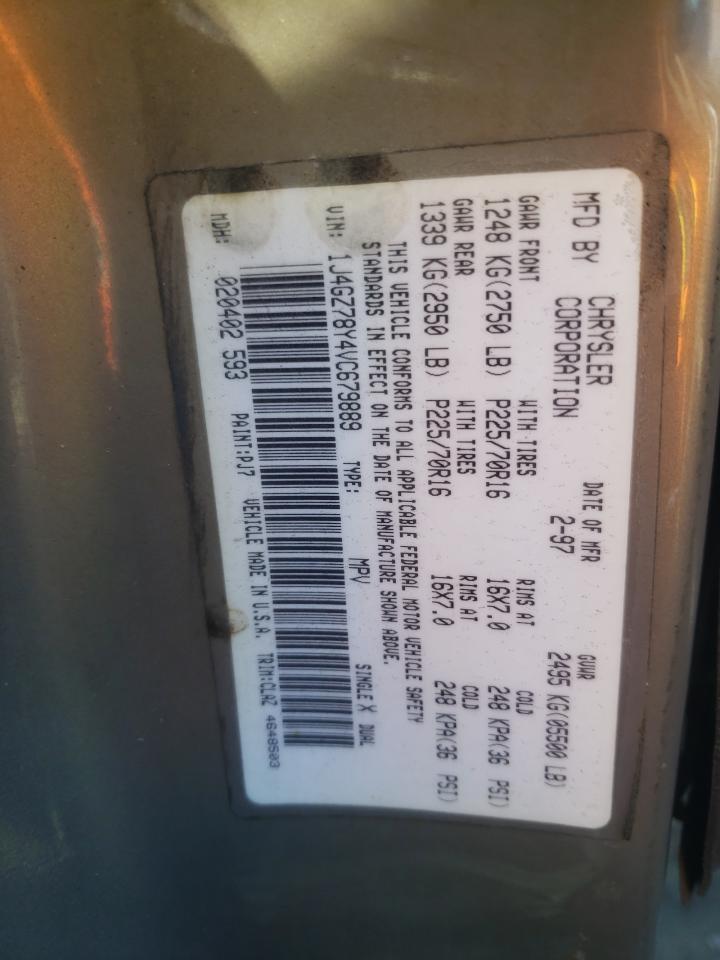 MFD BY CHRYSLER CORPORATION DATE OF MFR 2-97 GVWR 2495 KG(05500 LB)
GAWR FRONT WITH TIRES RIMS AT COLD
1248 KG(2750 LB) P225/70R16 16X7.0 248 KPA(36 PSI)
GAWR REAR WITH TIRES RIMS AT COLD
1339 KG(2950 LB) P225/70R16 16X7.0 248 KPA(36 PSI)
THIS VEHICLE CONFORMS TO ALL APPLICABLE FEDERAL MOTOR VEHICLE SAFETY
STANDARDS IN EFFECT ON THE DATE OF MANUFACTURE SHOWN ABOVE.
VIN: 1J4GZ78Y4VC679889 TYPE: MPV SINGLE X DUAL
MDH: 020402 593 PAINT:PJ7 VEHICLE MADE IN U.S.A. TRIM:CLAZ 4648503